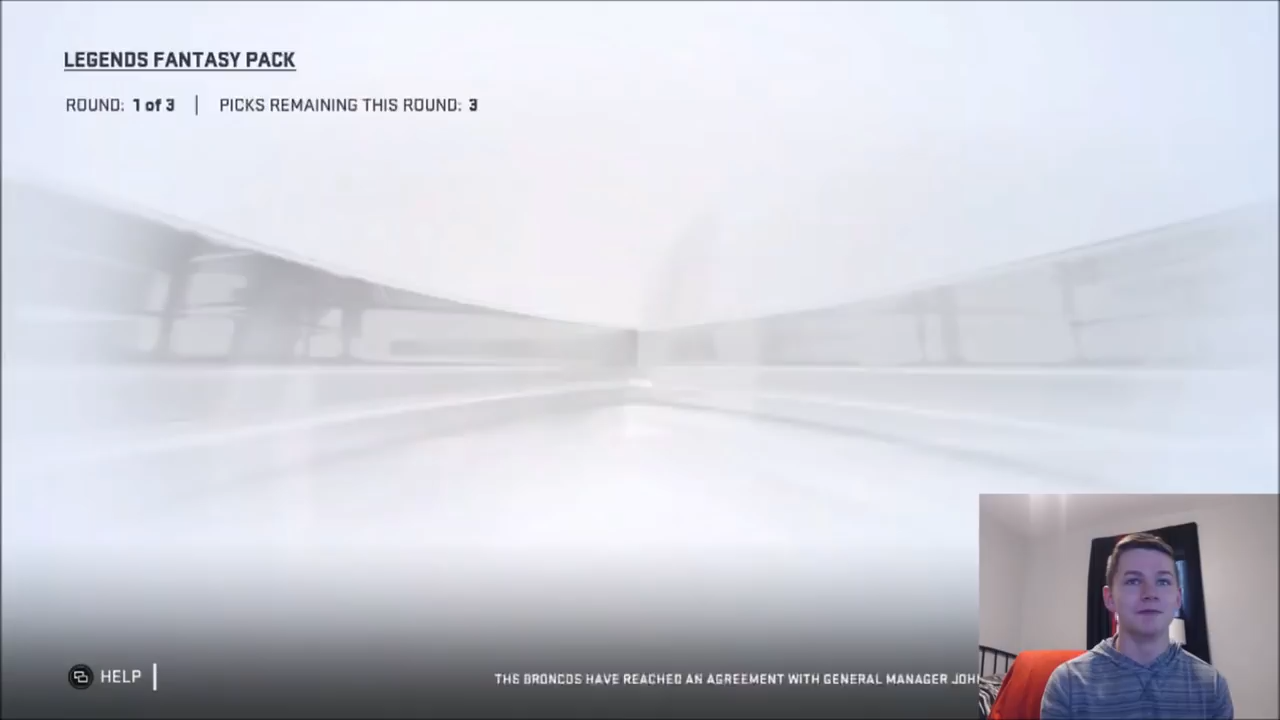 LEGENDS FANTASY PACK
ROUND: 1 of 3 | PICKS REMAINING THIS ROUND: 3
HELP
THE BRONCOS HAVE REACHED AN AGREEMENT WITH GENERAL MANAGER JOH